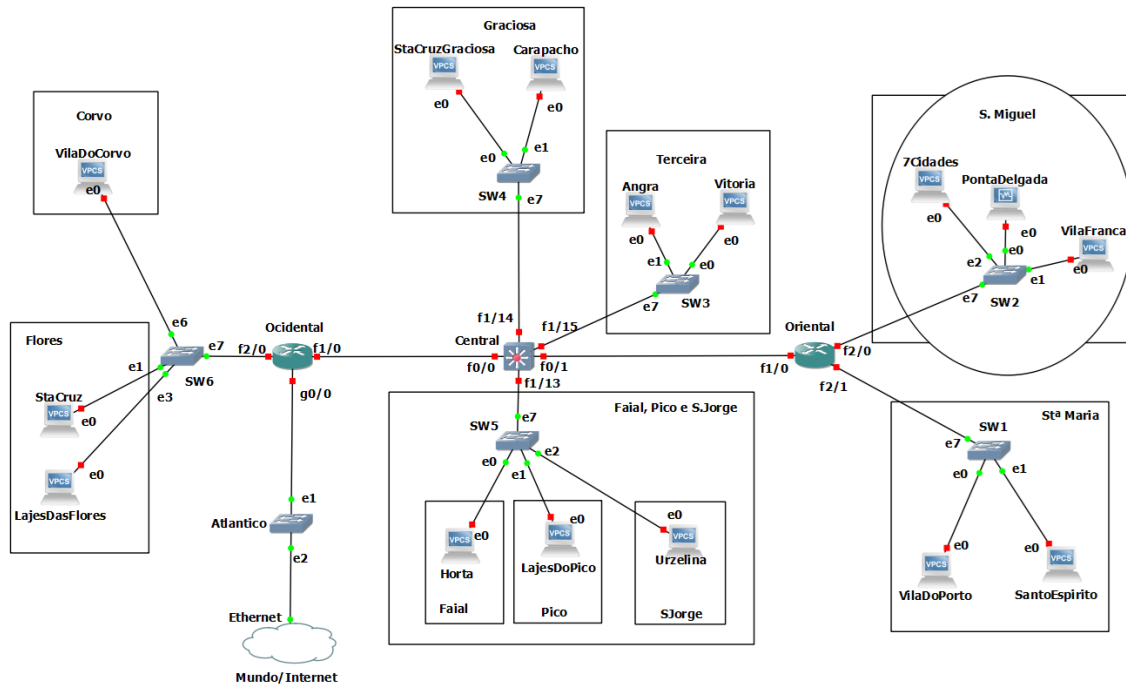 Graciosa
StaCruzGraciosa
Carapacho
VPCS
VPCS
e0
e0
e0
e1
SW4
e7
Corvo
VilaDoCorvo
VPCS
e0
Terceira
Angra
Vitoria
VPCS
VPCS
e0
e0
e1
e0
SW3
e7
S. Miguel
7Cidades
PontaDelgada
VilaFranca
VPCS
VPCS
e0
e0
e0
e2
e0
e1
e7
SW2
Flores
e6
e7
e1
e3
SW6
StaCruz
VPCS
e0
e0
VPCS
LajesDasFlores
Ocidental
f2/0
f1/0
g0/0
f1/14
f1/15
Central
f0/0
f0/1
f1/13
Oriental
f1/0
f2/0
f2/1
Atlantico
e1
e2
Ethernet
Mundo/Internet
Faial, Pico e S.Jorge
e7
SW5
e0
e1
e2
e0
VPCS
Horta
Faial
e0
VPCS
LajesDoPico
Pico
e0
VPCS
Urzelina
SJorge
Stª Maria
SW1
e7
e0
e1
e0
e0
VPCS
VPCS
VilaDoPorto
SantoEspirito